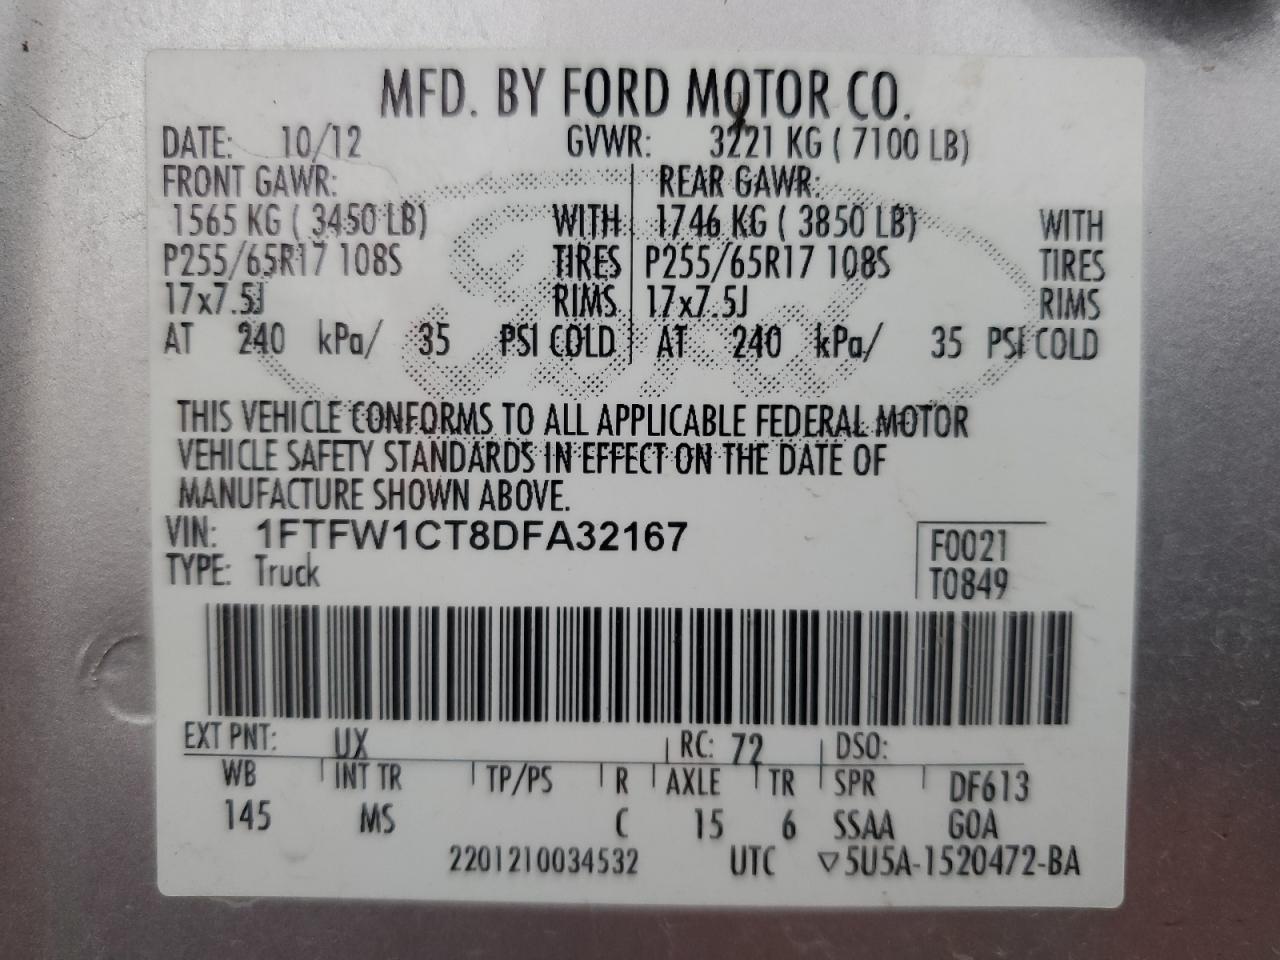 MFD. BY FORD MOTOR CO.
DATE: 10/12 GVWR: 3221 KG ( 7100 LB)
FRONT GAWR: REAR GAWR:
1565 KG ( 3450 LB) WITH 1746 KG ( 3850 LB) WITH
P255/65R17 108S TIRES P255/65R17 108S TIRES
17x7.5J RIMS 17x7.5J RIMS
AT 240 kPa/ 35 PSI COLD AT 240 kPa/ 35 PSI COLD
THIS VEHICLE CONFORMS TO ALL APPLICABLE FEDERAL MOTOR
VEHICLE SAFETY STANDARDS IN EFFECT ON THE DATE OF
MANUFACTURE SHOWN ABOVE.
VIN: 1FTFW1CT8DFA32167 F0021
TYPE: Truck T0849
EXT PNT: UX RC: 72 DSO:
WB INT TR TP/PS R AXLE TR SPR DF613
145 MS C 15 6 SSAA GOA
2201210034532 UTC ▽5U5A-1520472-BA